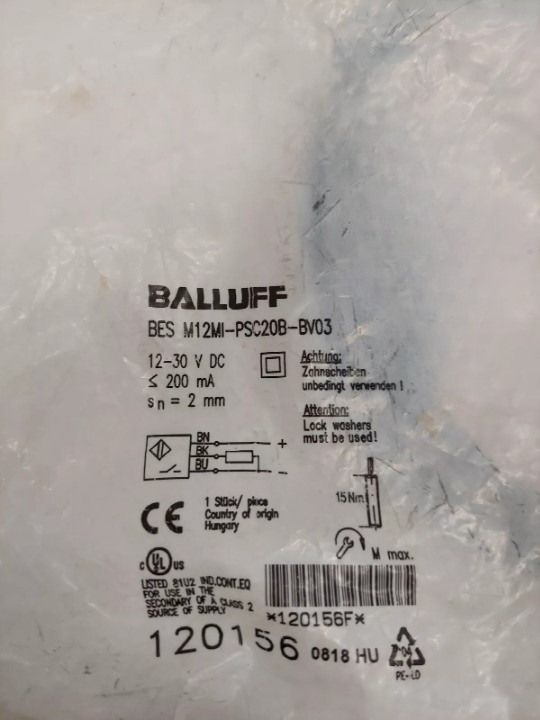 BALLUFF
BES M12MI-PSC20B-BV03
12-30 V DC
≤ 200 mA
sn = 2 mm
Achtung:
Zahnscheiben
unbedingt verwenden !
Attention:
Lock washers
must be used!
BN
BK
BU
+
-
1 Stück/ piece
Country of origin
Hungary
CE
15 Nm
M max.
c UL us
LISTED 81U2 IND.CONT.EQ
FOR USE IN THE
SECONDARY OF A CLASS 2
SOURCE OF SUPPLY
*120156F*
120156
0818 HU
04
PE-LD